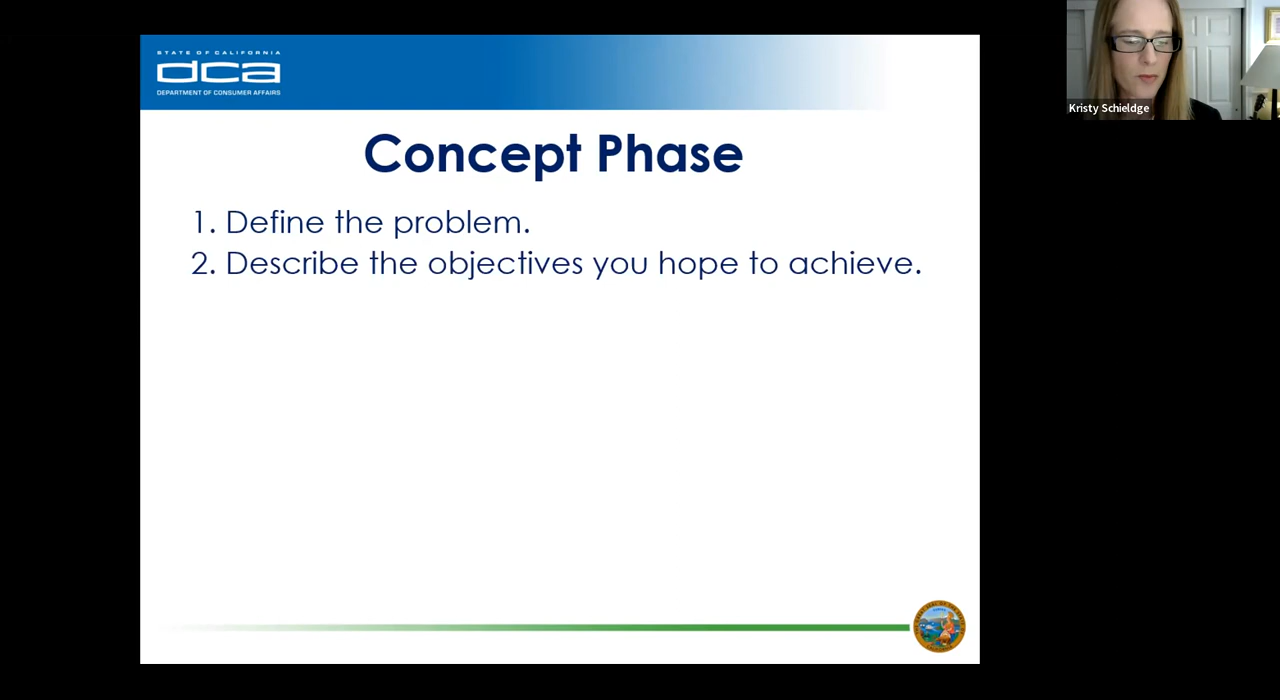 STATE OF CALIFORNIA
dca
DEPARTMENT OF CONSUMER AFFAIRS
Kristy Schieldge
Concept Phase
1. Define the problem.
2. Describe the objectives you hope to achieve.